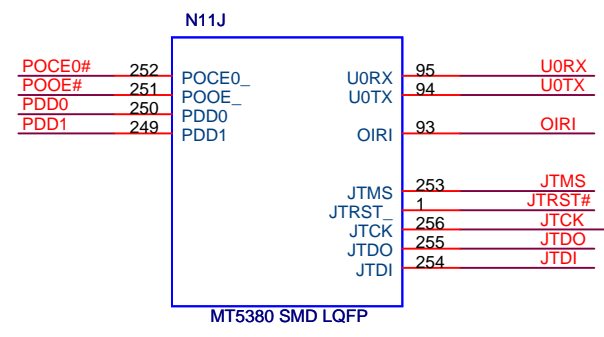 N11J
POCE0# 252 POCE0_ U0RX 95 U0RX
POOE# 251 POOE_ U0TX 94 U0TX
PDD0 250 PDD0
PDD1 249 PDD1 OIRI 93 OIRI
JTMS 253 JTMS
JTRST_ 1 JTRST#
JTCK 256 JTCK
JTDO 255 JTDO
JTDI 254 JTDI
MT5380 SMD LQFP